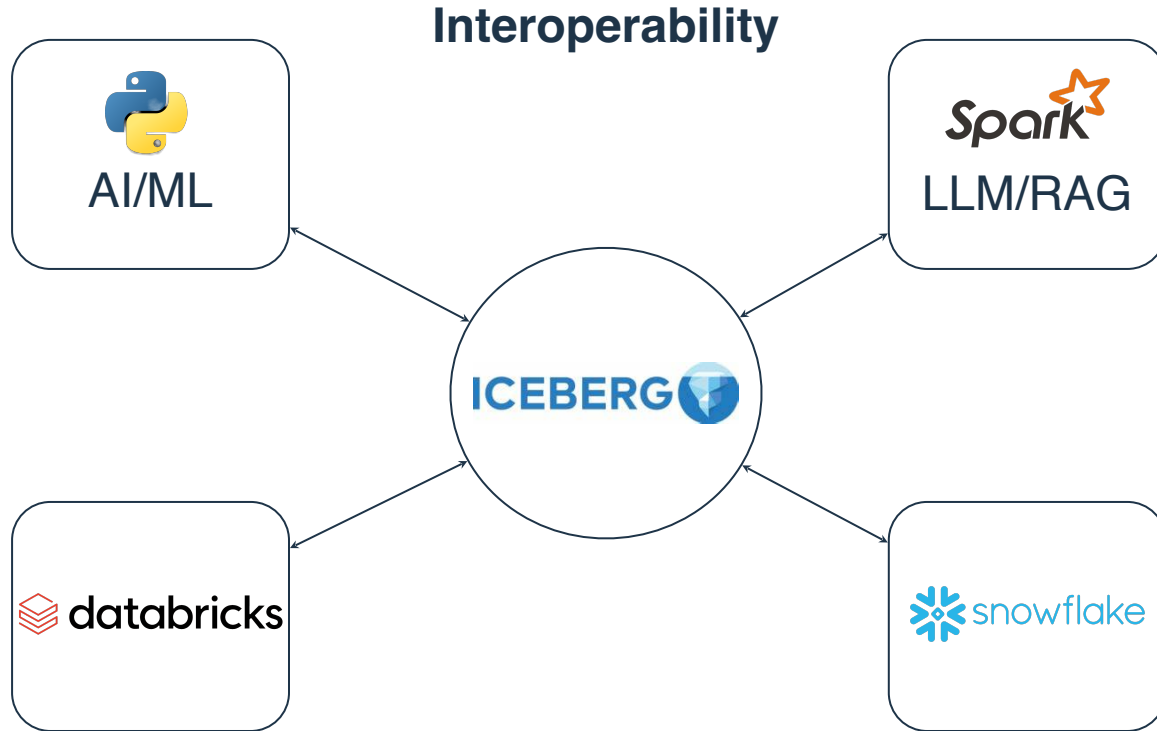 Interoperability
AI/ML
Spark
LLM/RAG
ICEBERG
databricks
snowflake